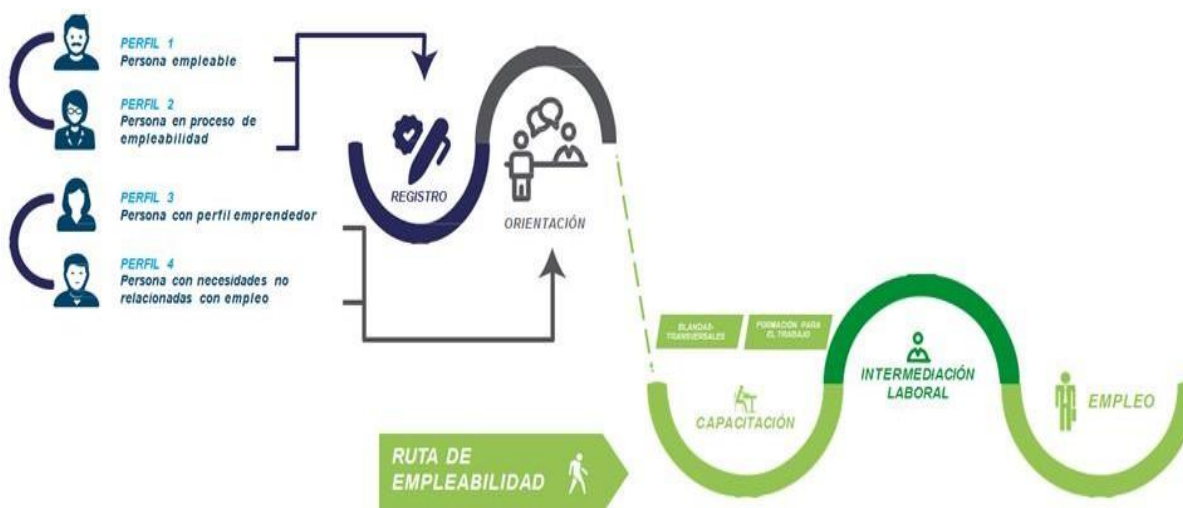 PERFIL 1
Persona empleable
PERFIL 2
Persona en proceso de
empleabilidad
PERFIL 3
Persona con perfil emprendedor
PERFIL 4
Persona con necesidades no
relacionadas con empleo
REGISTRO
ORIENTACIÓN
BLANDAS-
TRANSVERSALES
FORMACIÓN PARA
EL TRABAJO
CAPACITACIÓN
INTERMEDIACIÓN
LABORAL
EMPLEO
RUTA DE
EMPLEABILIDAD